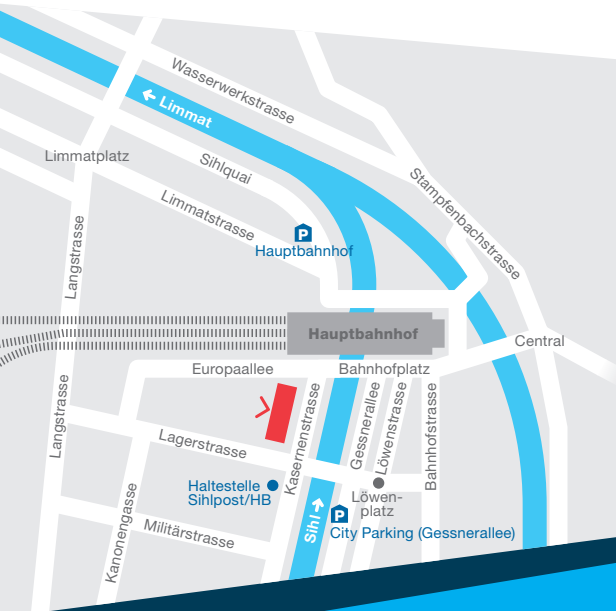 Wasserwerkstrasse
← Limmat
Limmatplatz
Sihlquai
Stampfenbachstrasse
Limmatstrasse
P
Hauptbahnhof
Langstrasse
Hauptbahnhof
Central
Europaallee
Bahnhofplatz
Langstrasse
Kasernenstrasse
Gessnerallee
Löwenstrasse
Bahnhofstrasse
Lagerstrasse
Haltestelle
Sihlpost/HB
Löwen-
platz
Kanonengasse
Militärstrasse
Sihl →
P
City Parking (Gessnerallee)